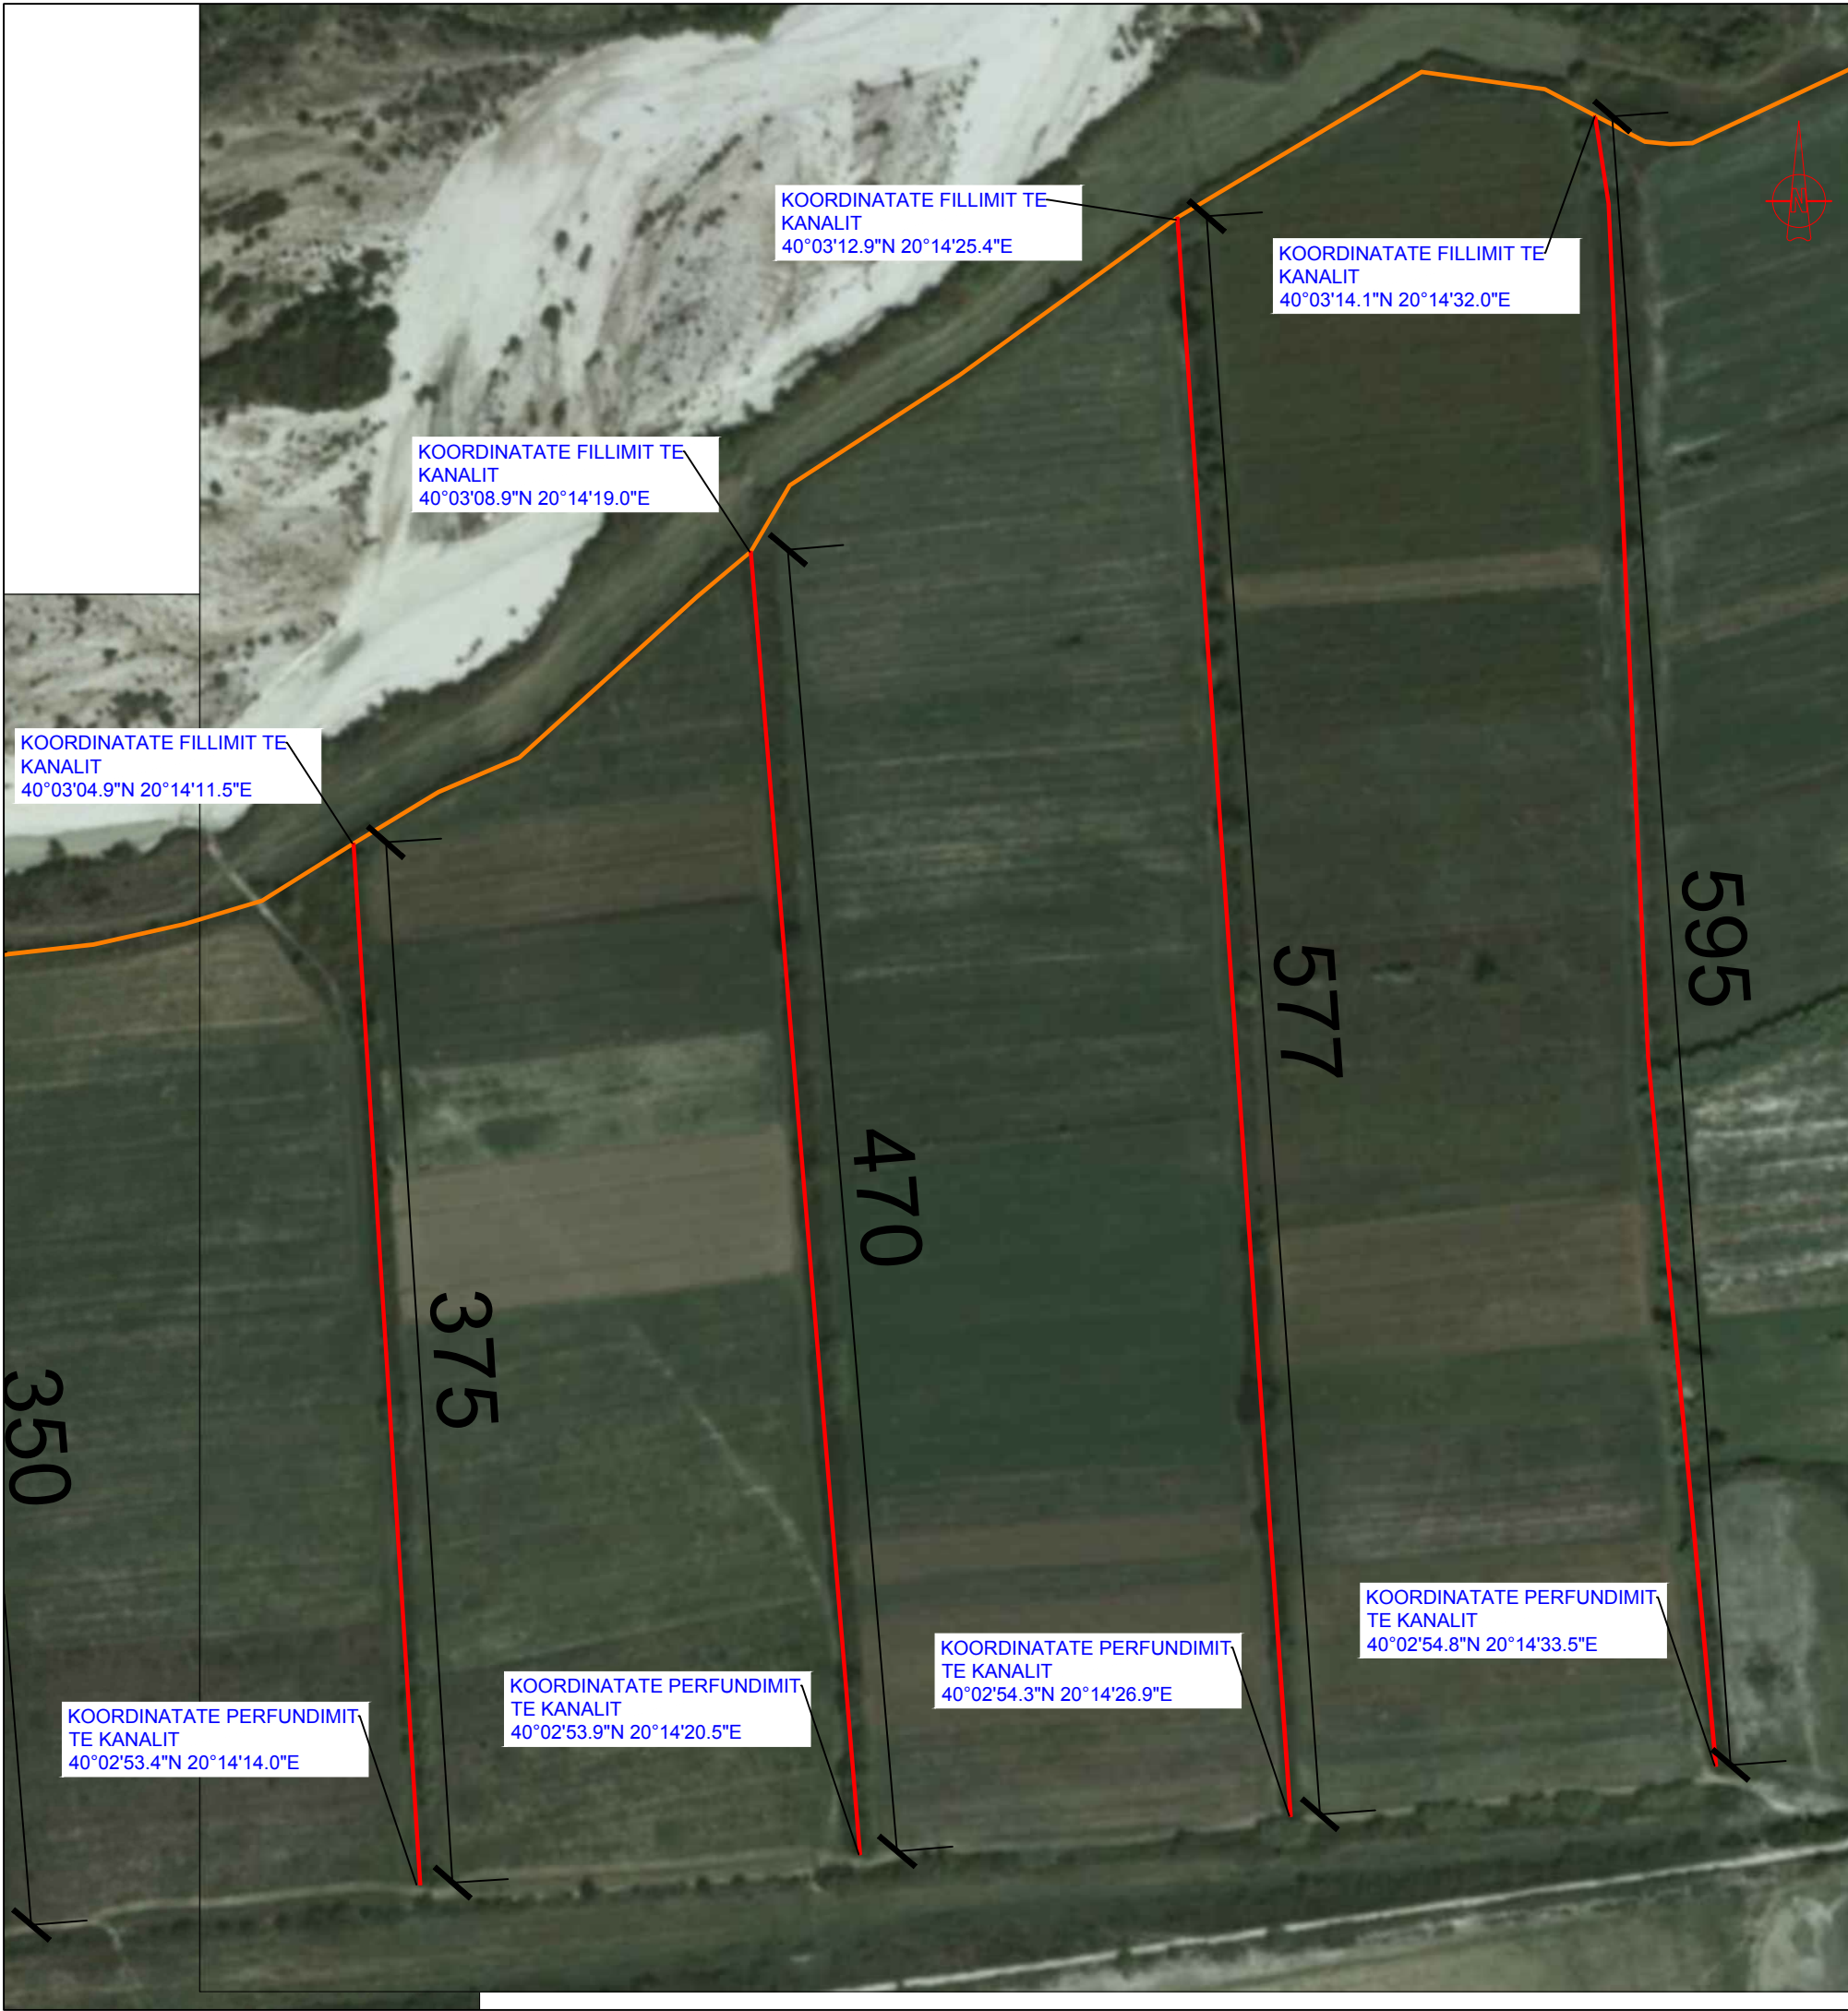 KOORDINATATE FILLIMIT TE
KANALIT
40°03'12.9"N 20°14'25.4"E
KOORDINATATE FILLIMIT TE
KANALIT
40°03'14.1"N 20°14'32.0"E
KOORDINATATE FILLIMIT TE
KANALIT
40°03'08.9"N 20°14'19.0"E
KOORDINATATE FILLIMIT TE
KANALIT
40°03'04.9"N 20°14'11.5"E
595
577
470
375
350
KOORDINATATE PERFUNDIMIT
TE KANALIT
40°02'54.8"N 20°14'33.5"E
KOORDINATATE PERFUNDIMIT
TE KANALIT
40°02'54.3"N 20°14'26.9"E
KOORDINATATE PERFUNDIMIT
TE KANALIT
40°02'53.9"N 20°14'20.5"E
KOORDINATATE PERFUNDIMIT
TE KANALIT
40°02'53.4"N 20°14'14.0"E
N